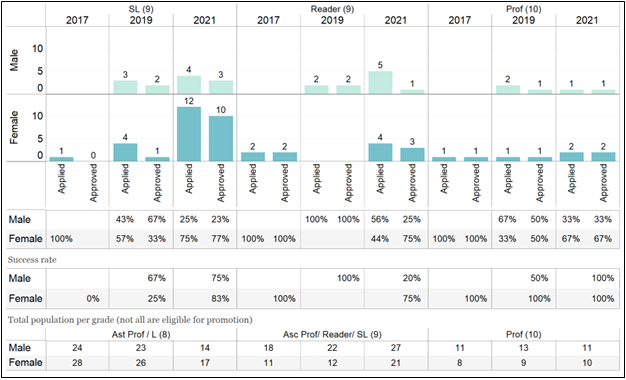 SL (9) Reader (9) Prof (10)
2017 2019 2021 2017 2019 2021 2017 2019 2021
Male
10
5
0
3 2 4 3 2 2 5 1 2 1 1 1
Female
10
5
0
1 0 4 1 12 10 2 2 4 3 1 1 1 1 2 2
Applied Approved Applied Approved Applied Approved Applied Approved Applied Approved Applied Approved Applied Approved Applied Approved Applied Approved
Male 43% 67% 25% 23% 100% 100% 56% 25% 67% 50% 33% 33%
Female 100% 57% 33% 75% 77% 100% 100% 44% 75% 100% 100% 33% 50% 67% 67%
Success rate
Male 67% 75% 100% 20% 50% 100%
Female 0% 25% 83% 100% 75% 100% 100% 100%
Total population per grade (not all are eligible for promotion)
Ast Prof / L (8) Asc Prof/ Reader/ SL (9) Prof (10)
Male 24 23 14 18 22 27 11 13 11
Female 28 26 17 11 12 21 8 9 10